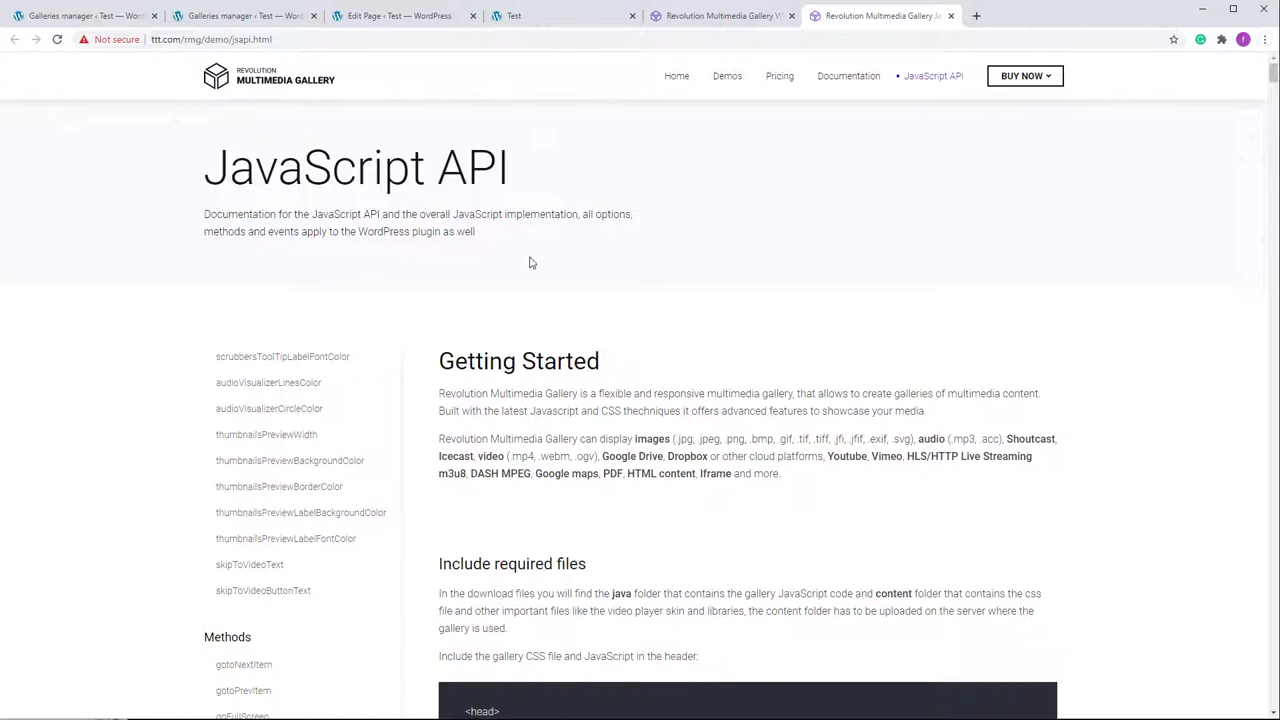 Galleries manager ‹ Test — Wordp
Galleries manager ‹ Test — Word
Edit Page ‹ Test — WordPress
Test
Revolution Multimedia Gallery W
Revolution Multimedia Gallery Ja
Not secure
ttt.com/rmg/demo/jsapi.html
REVOLUTION
MULTIMEDIA GALLERY
Home
Demos
Pricing
Documentation
• JavaScript API
BUY NOW
JavaScript API
Documentation for the JavaScript API and the overall JavaScript implementation, all options,
methods and events apply to the WordPress plugin as well
scrubbersToolTipLabelFontColor
audioVisualizerLinesColor
audioVisualizerCircleColor
thumbnailsPreviewWidth
thumbnailsPreviewBackgroundColor
thumbnailsPreviewBorderColor
thumbnailsPreviewLabelBackgroundColor
thumbnailsPreviewLabelFontColor
skipToVideoText
skipToVideoButtonText
Methods
gotoNextItem
gotoPrevItem
goFullScreen
Getting Started
Revolution Multimedia Gallery is a flexible and responsive multimedia gallery, that allows to create galleries of multimedia content.
Built with the latest Javascript and CSS thechniques it offers advanced features to showcase your media.
Revolution Multimedia Gallery can display images (.jpg, .jpeg, .png, .bmp, .gif, .tif, .tiff, .ji, .jfif, .exif, .svg), audio (.mp3, .acc), Shoutcast,
Icecast, video (.mp4, .webm, .ogv), Google Drive, Dropbox or other cloud platforms, Youtube, Vimeo, HLS/HTTP Live Streaming
m3u8, DASH MPEG, Google maps, PDF, HTML content, Iframe and more.
Include required files
In the download files you will find the java folder that contains the gallery JavaScript code and content folder that contains the css
file and other important files like the video player skin and libraries, the content folder has to be uploaded on the server where the
gallery is used.
Include the gallery CSS file and JavaScript in the header:
<head>